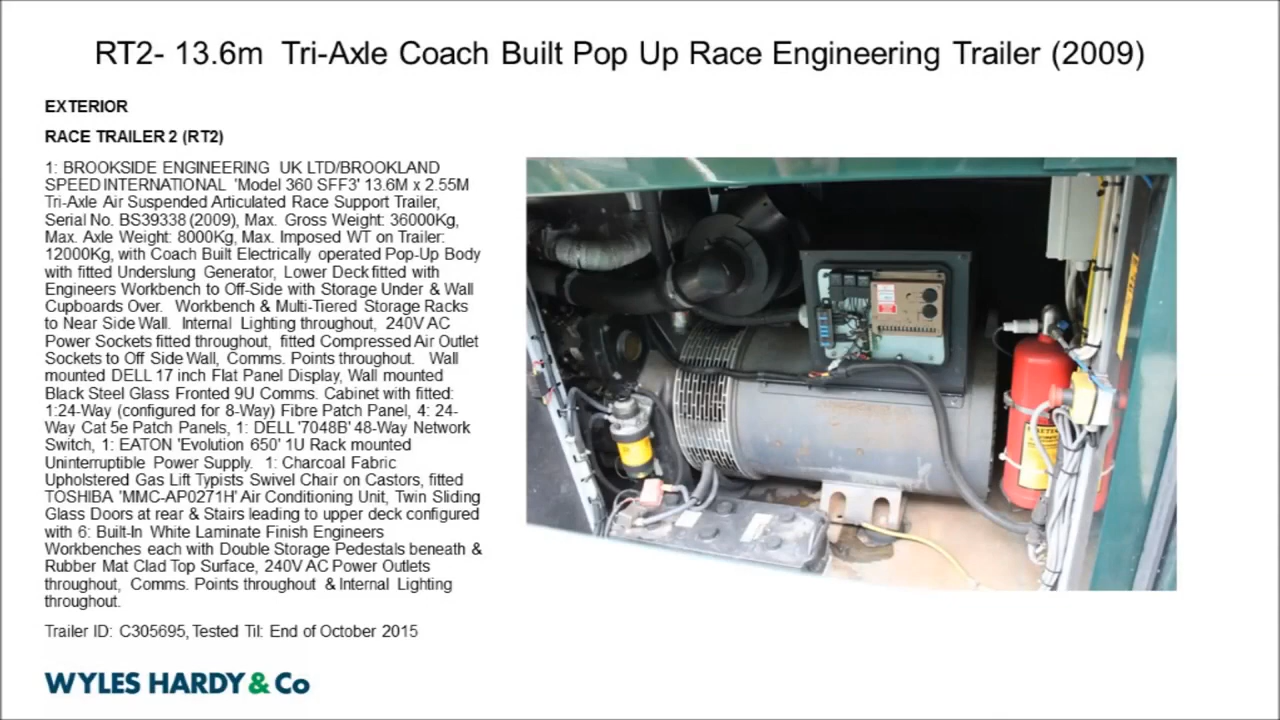 RT2- 13.6m Tri-Axle Coach Built Pop Up Race Engineering Trailer (2009)
EXTERIOR
RACE TRAILER 2 (RT2)
1: BROOKSIDE ENGINEERING UK LTD/BROOKLAND
SPEED INTERNATIONAL 'Model 360 SFF3' 13.6M x 2.55M
Tri-Axle Air Suspended Articulated Race Support Trailer,
Serial No. BS39338 (2009), Max. Gross Weight: 36000Kg,
Max. Axle Weight: 8000Kg, Max. Imposed WT on Trailer:
12000Kg, with Coach Built Electrically operated Pop-Up Body
with fitted Underslung Generator, Lower Deck fitted with
Engineers Workbench to Off-Side with Storage Under & Wall
Cupboards Over. Workbench & Multi-Tiered Storage Racks
to Near Side Wall. Internal Lighting throughout, 240V AC
Power Sockets fitted throughout, fitted Compressed Air Outlet
Sockets to Off Side Wall, Comms. Points throughout. Wall
mounted DELL 17 inch Flat Panel Display, Wall mounted
Black Steel Glass Fronted 9U Comms. Cabinet with fitted:
1:24-Way (configured for 8-Way) Fibre Patch Panel, 4: 24-
Way Cat 5e Patch Panels, 1: DELL '7048B' 48-Way Network
Switch, 1: EATON 'Evolution 650' 1U Rack mounted
Uninterruptible Power Supply. 1: Charcoal Fabric
Upholstered Gas Lift Typists Swivel Chair on Castors, fitted
TOSHIBA 'MMC-AP0271H' Air Conditioning Unit, Twin Sliding
Glass Doors at rear & Stairs leading to upper deck configured
with 6: Built-In White Laminate Finish Engineers
Workbenches each with Double Storage Pedestals beneath &
Rubber Mat Clad Top Surface, 240V AC Power Outlets
throughout, Comms. Points throughout & Internal Lighting
throughout.
Trailer ID: C305695, Tested Til: End of October 2015
WYLES HARDY & Co